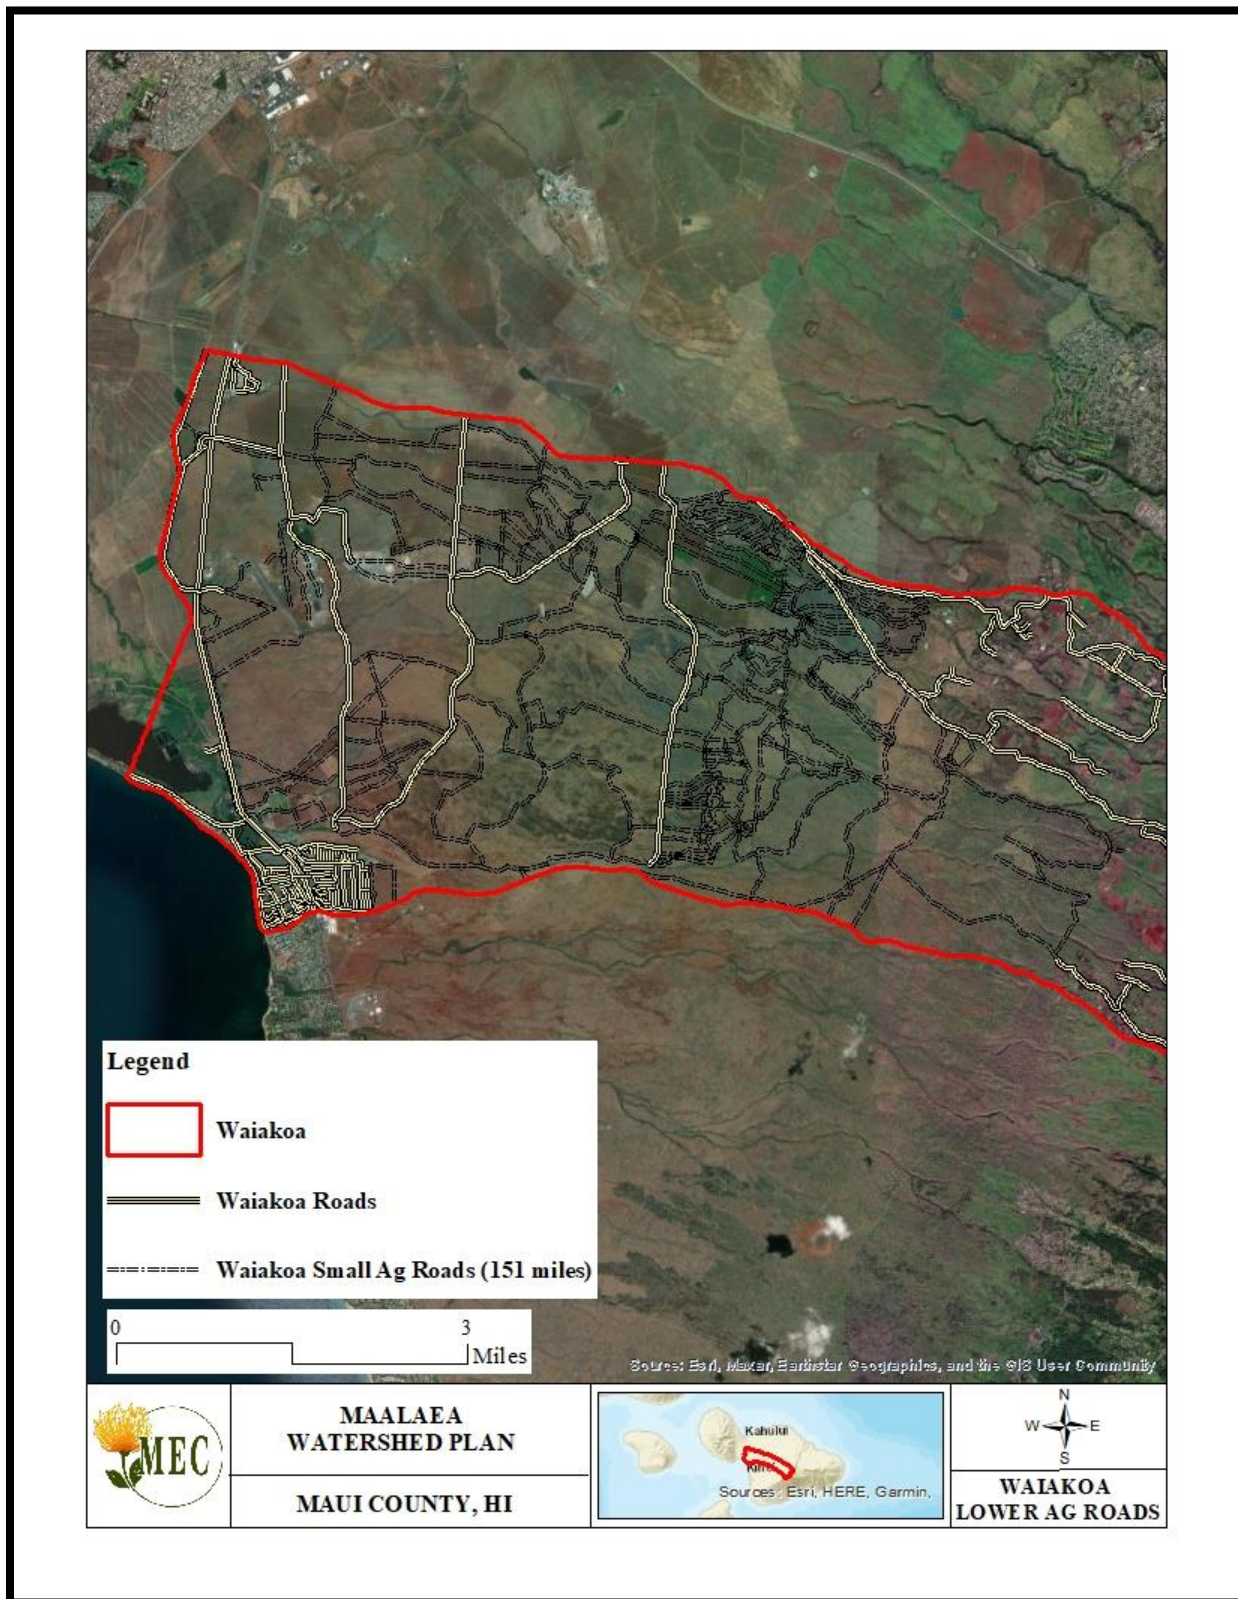 Legend
Waiakoa
Waiakoa Roads
Waiakoa Small Ag Roads (151 miles)
0 3
Miles
Source: Esri, Maxar, Earthstar Geographics, and the GIS User Community
MEC
MAALAEA
WATERSHED PLAN
MAUI COUNTY, HI
Kahului
Sources: Esri, HERE, Garmin,
N
W E
S
WAIAKOA
LOWER AG ROADS